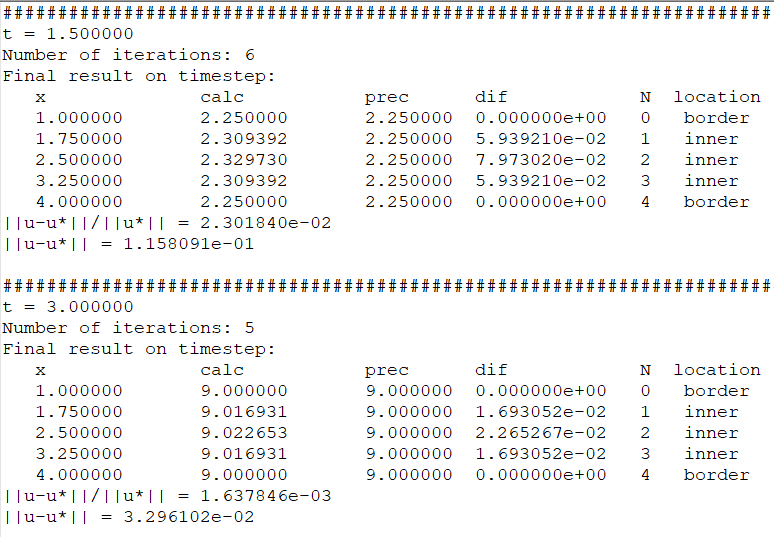 ######################################################################
t = 1.500000
Number of iterations: 6
Final result on timestep:
x calc prec dif N location
1.000000 2.250000 2.250000 0.000000e+00 0 border
1.750000 2.309392 2.250000 5.939210e-02 1 inner
2.500000 2.329730 2.250000 7.973020e-02 2 inner
3.250000 2.309392 2.250000 5.939210e-02 3 inner
4.000000 2.250000 2.250000 0.000000e+00 4 border
||u-u*||/||u*|| = 2.301840e-02
||u-u*|| = 1.158091e-01
######################################################################
t = 3.000000
Number of iterations: 5
Final result on timestep:
x calc prec dif N location
1.000000 9.000000 9.000000 0.000000e+00 0 border
1.750000 9.016931 9.000000 1.693052e-02 1 inner
2.500000 9.022653 9.000000 2.265267e-02 2 inner
3.250000 9.016931 9.000000 1.693052e-02 3 inner
4.000000 9.000000 9.000000 0.000000e+00 4 border
||u-u*||/||u*|| = 1.637846e-03
||u-u*|| = 3.296102e-02